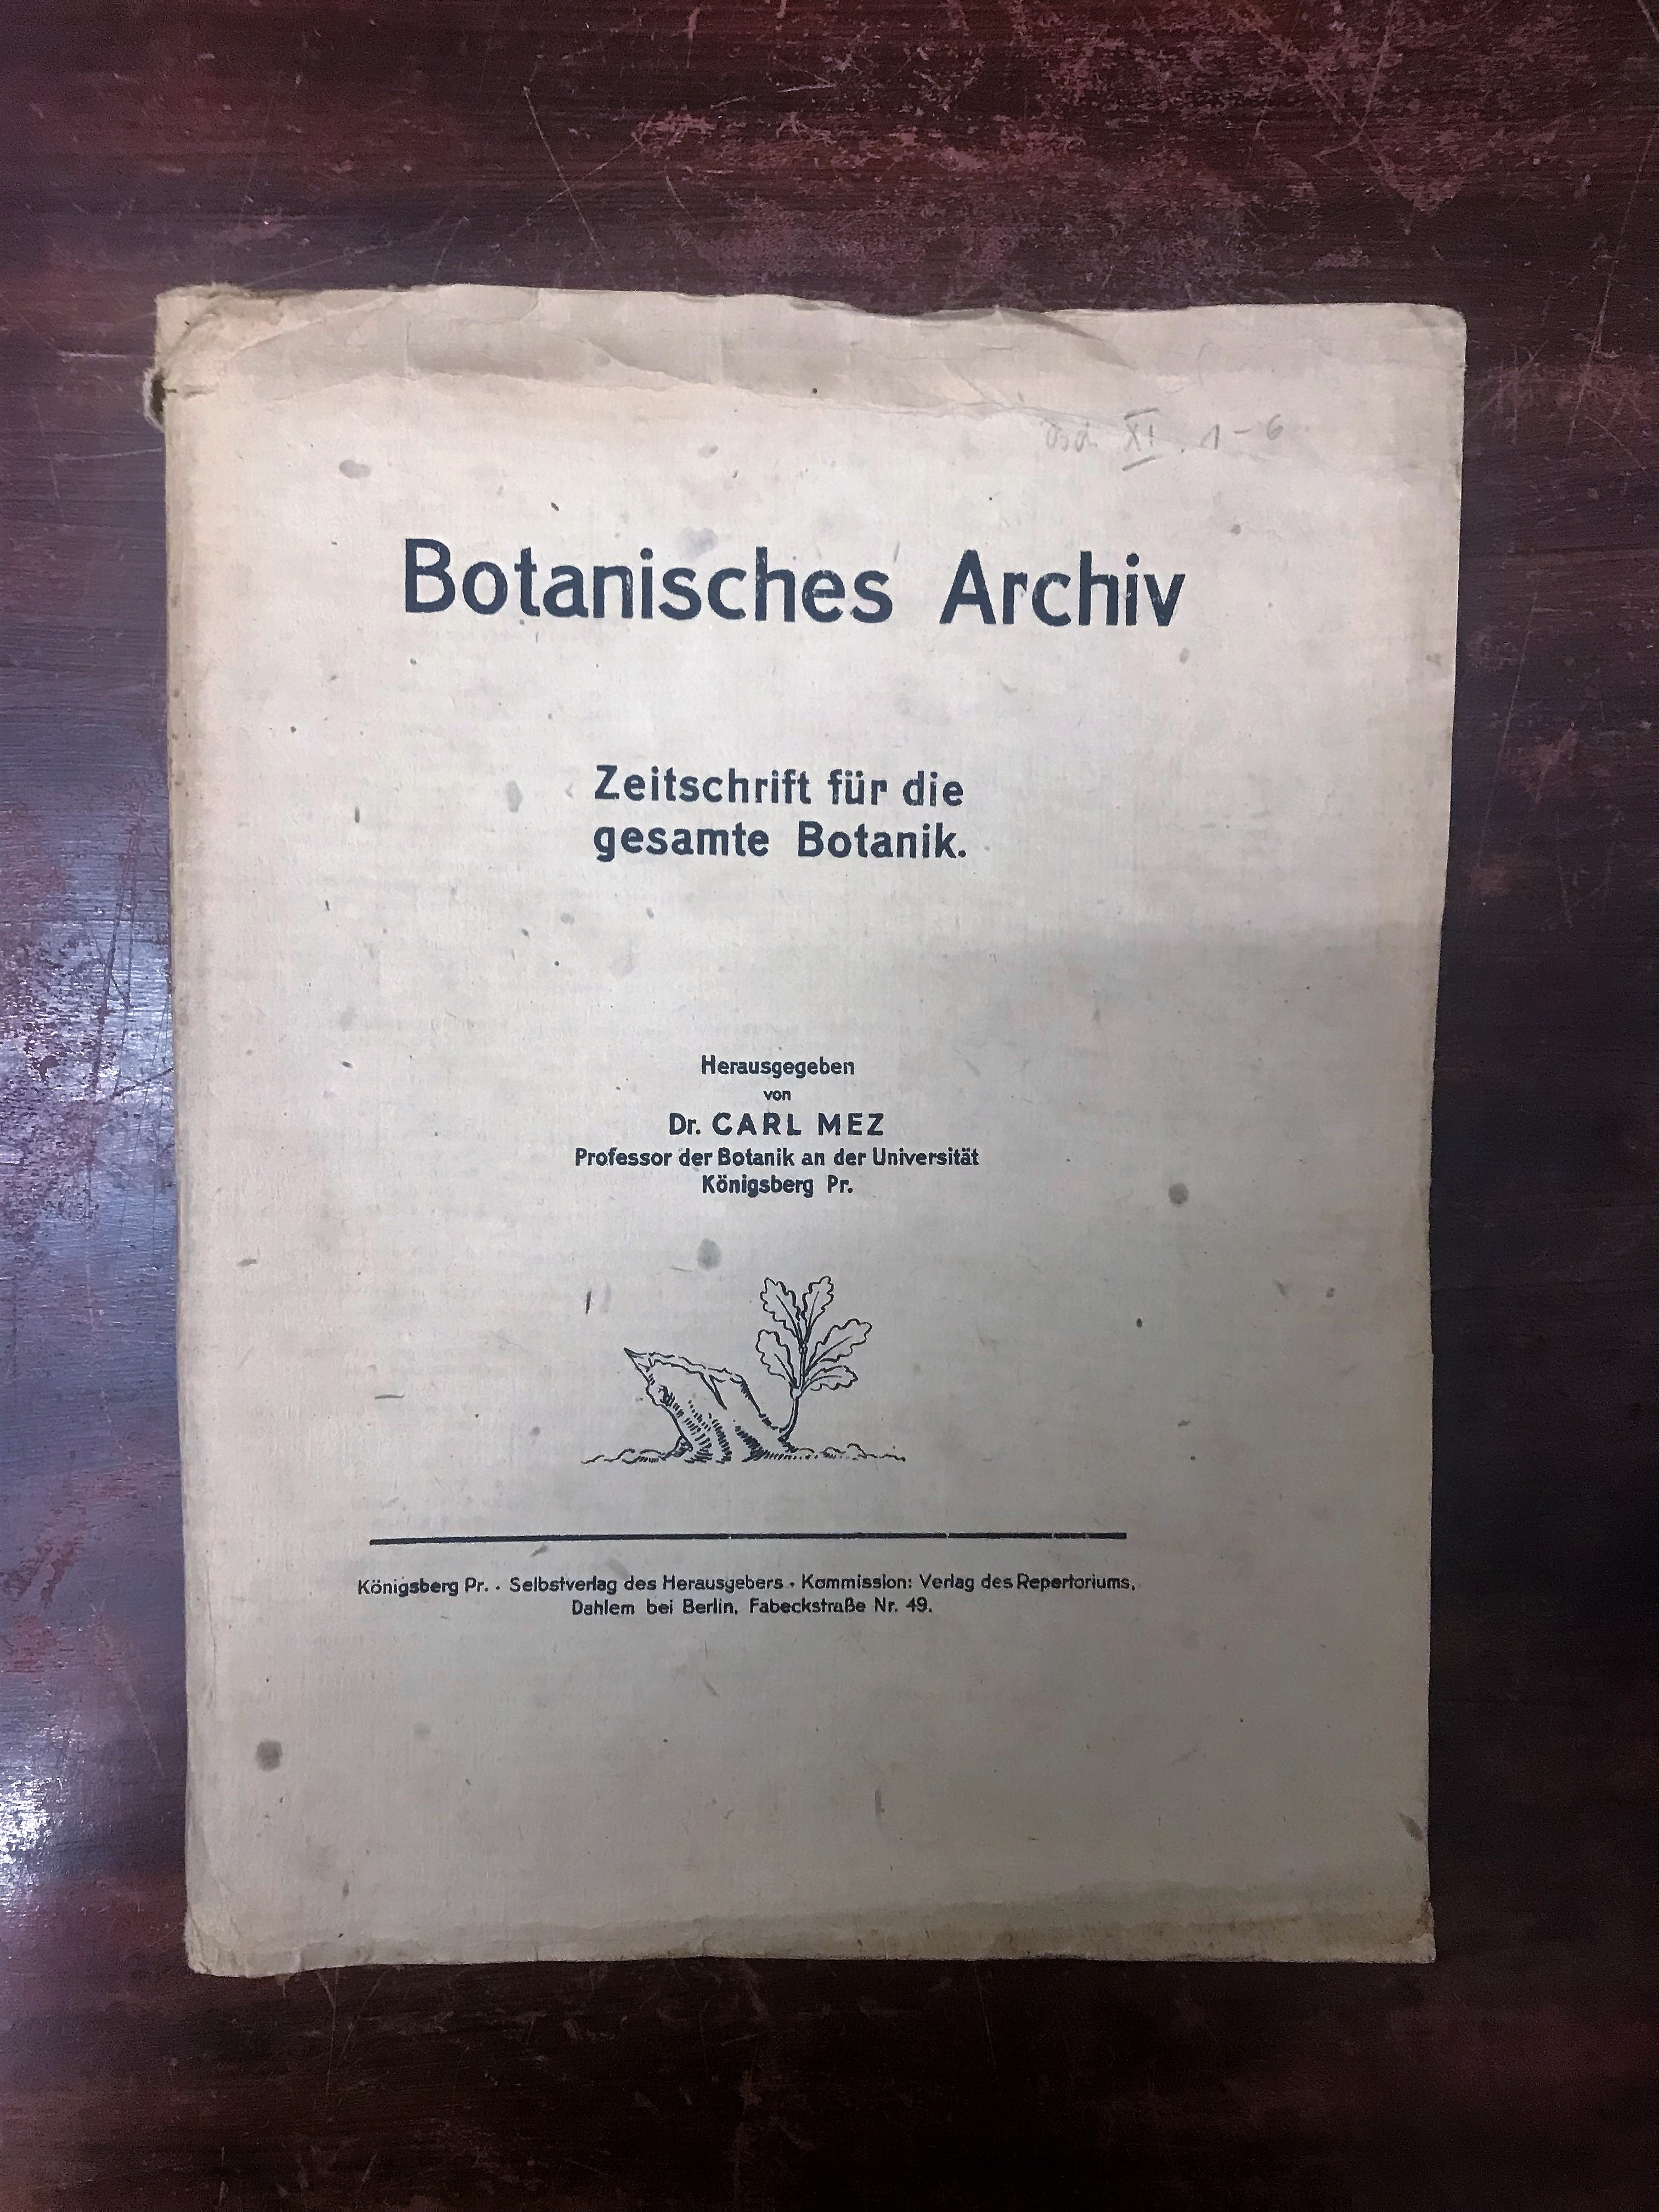 XI. 1-6
Botanisches Archiv
Zeitschrift für die
gesamte Botanik.
Herausgegeben
von
Dr. CARL MEZ
Professor der Botanik an der Universität
Königsberg Pr.
Königsberg Pr. · Selbstverlag des Herausgebers · Kommission: Verlag des Repertoriums,
Dahlem bei Berlin, Fabeckstraße Nr. 49.